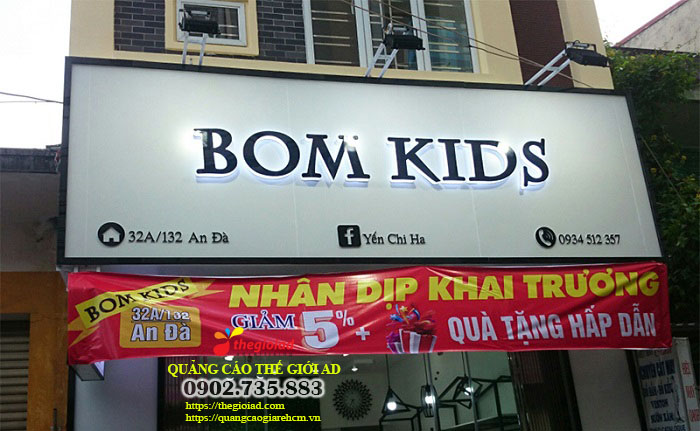 BOM KIDS
32A/132 An Đà
Yến Chi Ha
0934 512 357
BOM KIDS
32A/132
An Đà
NHÂN DỊP KHAI TRƯƠNG
GIẢM 5% + QUÀ TẶNG HẤP DẪN
thegioiad
QUẢNG CÁO THẾ GIỚI AD
0902.735.883
https://thegioiad.com/
https://quangcaogiarehcm.vn